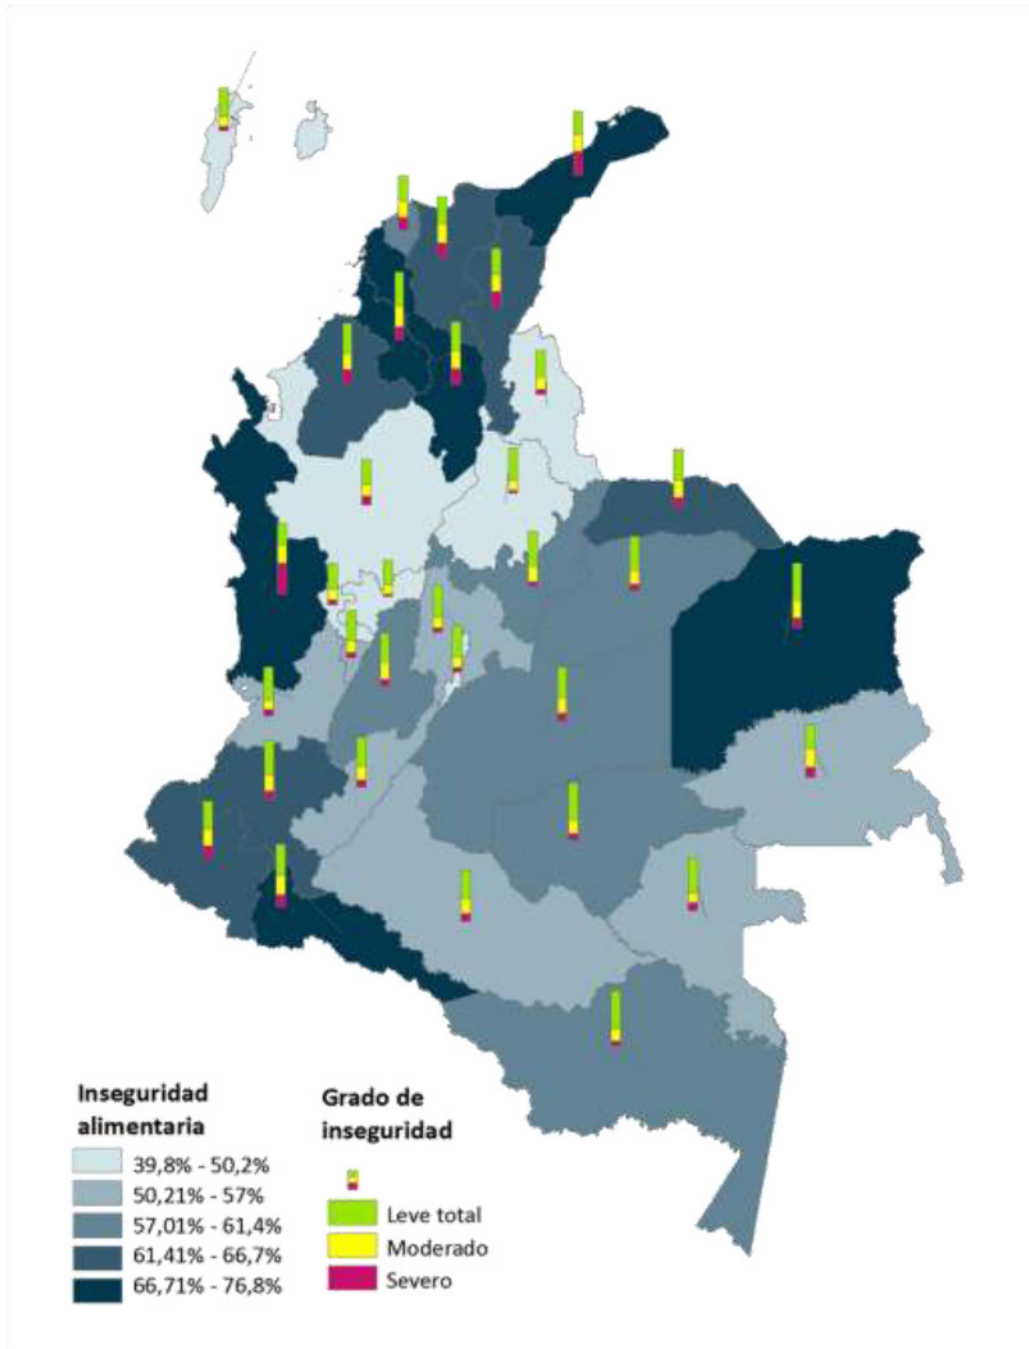 Inseguridad
alimentaria
39,8% - 50,2%
50,21% - 57%
57,01% - 61,4%
61,41% - 66,7%
66,71% - 76,8%
Grado de
inseguridad
Leve total
Moderado
Severo